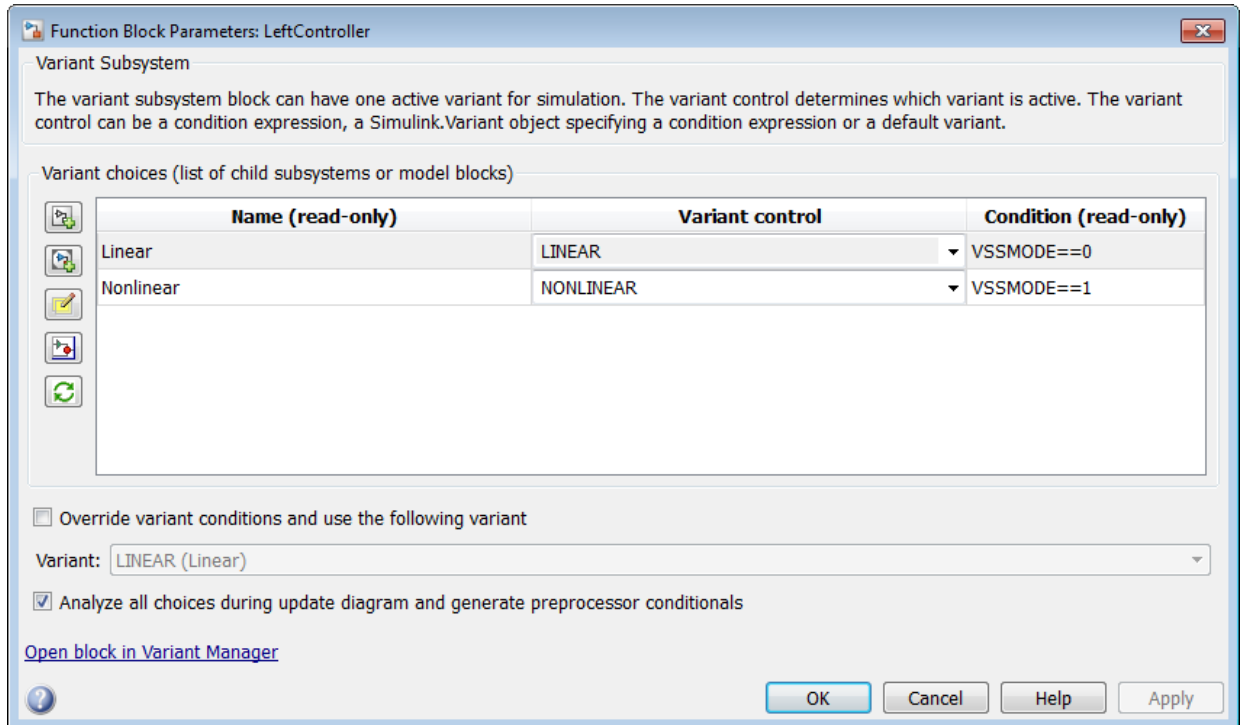 Function Block Parameters: LeftController
Variant Subsystem
The variant subsystem block can have one active variant for simulation. The variant control determines which variant is active. The variant
control can be a condition expression, a Simulink.Variant object specifying a condition expression or a default variant.
Variant choices (list of child subsystems or model blocks)
Name (read-only) Variant control Condition (read-only)
Linear LINEAR VSSMODE==0
Nonlinear NONLINEAR VSSMODE==1
Override variant conditions and use the following variant
Variant: LINEAR (Linear)
Analyze all choices during update diagram and generate preprocessor conditionals
Open block in Variant Manager
? OK Cancel Help Apply